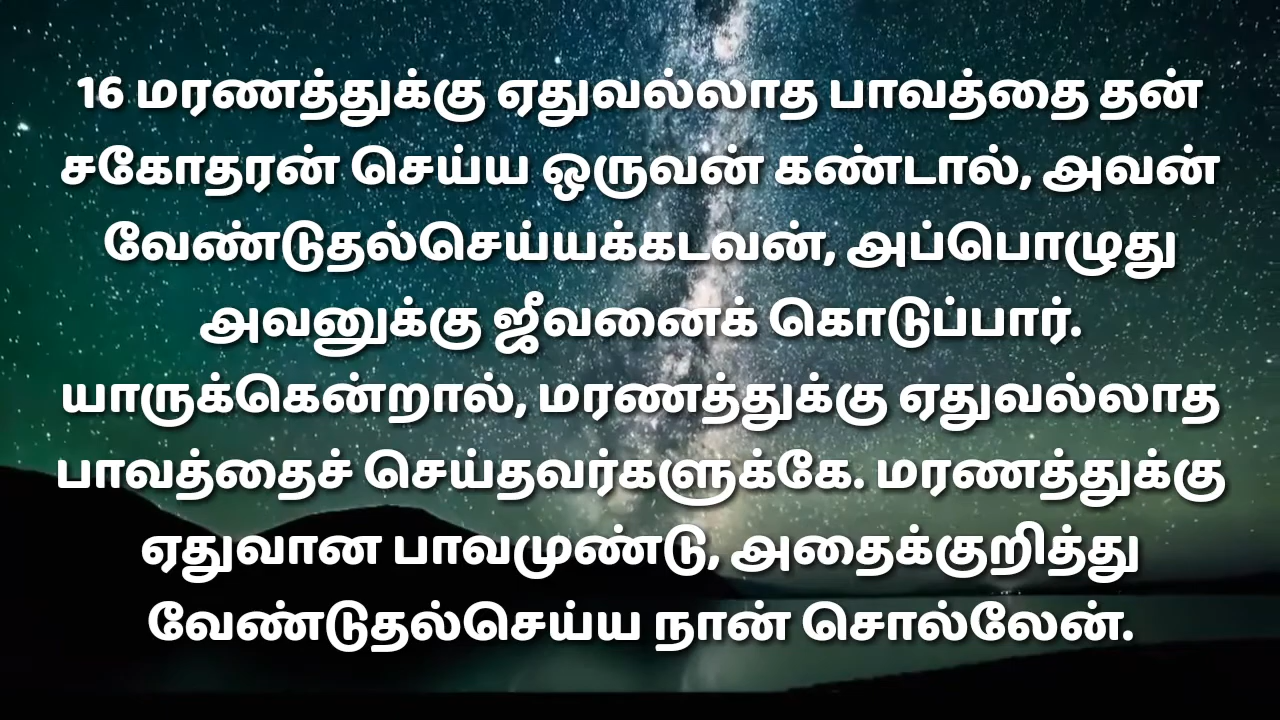 16 மரணத்துக்கு ஏதுவல்லாத பாவத்தை தன்
சகோதரன் செய்ய ஒருவன் கண்டால், அவன்
வேண்டுதல்செய்யக்கடவன், அப்பொழுது
அவனுக்கு ஜீவனைக் கொடுப்பார்.
யாருக்கென்றால், மரணத்துக்கு ஏதுவல்லாத
பாவத்தைச் செய்தவர்களுக்கே. மரணத்துக்கு
ஏதுவான பாவமுண்டு, அதைக்குறித்து
வேண்டுதல்செய்ய நான் சொல்லேன்.